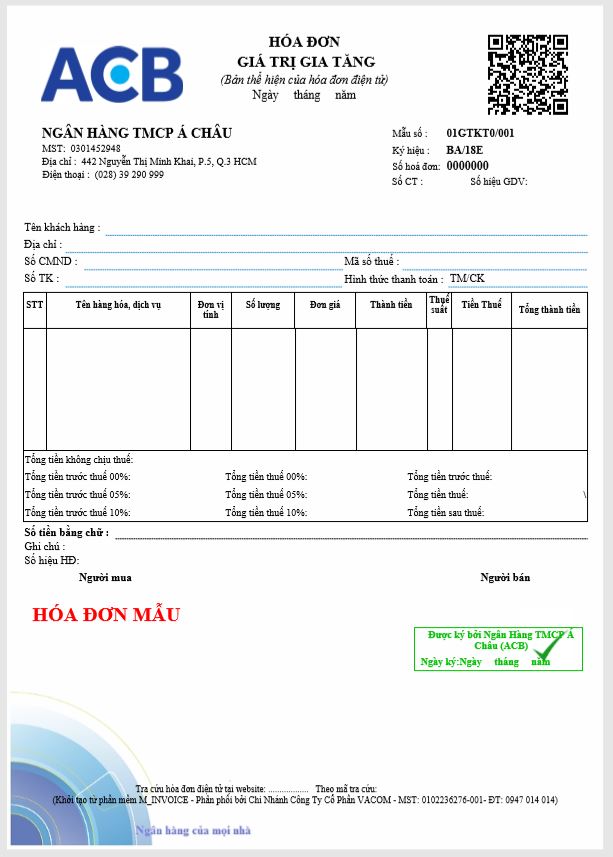 ACB
HÓA ĐƠN
GIÁ TRỊ GIA TĂNG
(Bản thể hiện của hóa đơn điện tử)
Ngày tháng năm
NGÂN HÀNG TMCP Á CHÂU
MST: 0301452948
Địa chỉ : 442 Nguyễn Thị Minh Khai, P.5, Q.3 HCM
Điện thoại : (028) 39 290 999
Mẫu số : 01GTKT0/001
Ký hiệu : BA/18E
Số hoá đơn: 0000000
Số CT : Số hiệu GDV:
Tên khách hàng :
Địa chỉ :
Số CMND : Mã số thuế :
Số TK : Hình thức thanh toán : TM/CK
STT Tên hàng hóa, dịch vụ Đơn vị tính Số lượng Đơn giá Thành tiền Thuế suất Tiền Thuế Tổng thành tiền
Tổng tiền không chịu thuế:
Tổng tiền trước thuế 00%: Tổng tiền thuế 00%: Tổng tiền trước thuế:
Tổng tiền trước thuế 05%: Tổng tiền thuế 05%: Tổng tiền thuế: \
Tổng tiền trước thuế 10%: Tổng tiền thuế 10%: Tổng tiền sau thuế:
Số tiền bằng chữ :
Ghi chú :
Số hiệu HĐ:
Người mua Người bán
HÓA ĐƠN MẪU
Được ký bởi Ngân Hàng TMCP Á
Châu (ACB)
Ngày ký:Ngày tháng năm
Tra cứu hóa đơn điện tử tại website: .................. Theo mã tra cứu:
(Khởi tạo từ phần mềm M_INVOICE - Phân phối bởi Chi Nhánh Công Ty Cổ Phần VACOM - MST: 0102236276-001- ĐT: 0947 014 014)
Ngân hàng của mọi nhà